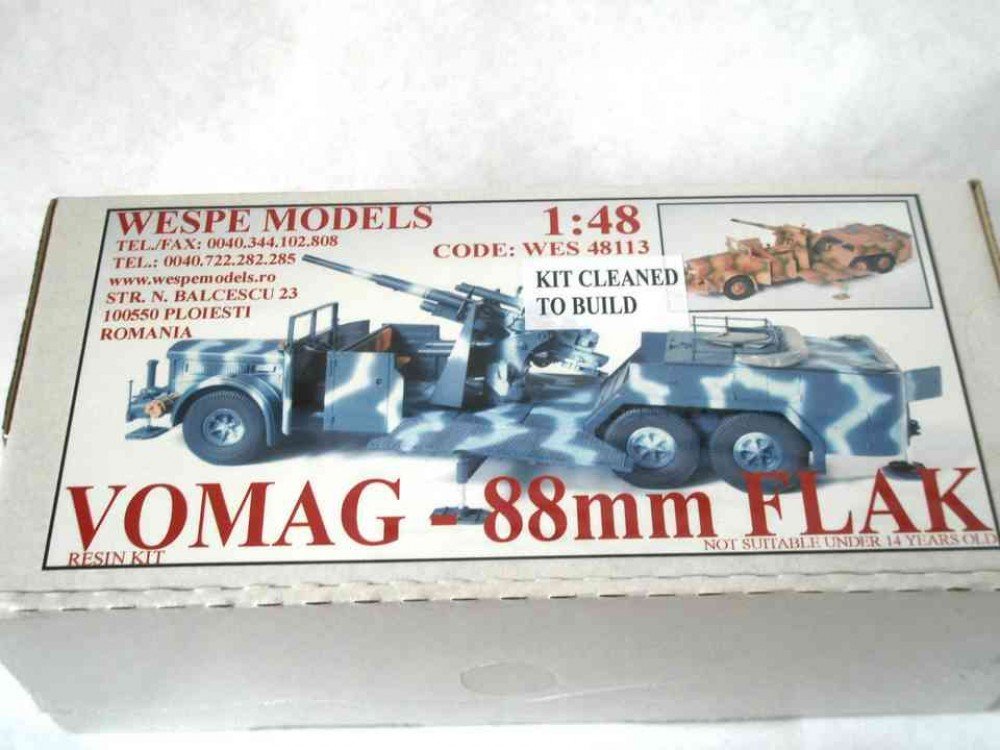 WESPE MODELS
TEL./FAX: 0040.344.102.808
TEL.: 0040.722.282.285
www.wespemodels.ro
STR. N. BALCESCU 23
100550 PLOIESTI
ROMANIA
1:48
CODE: WES 48113
KIT CLEANED
TO BUILD
VOMAG - 88mm FLAK
RESIN KIT
NOT SUITABLE UNDER 14 YEARS OLD